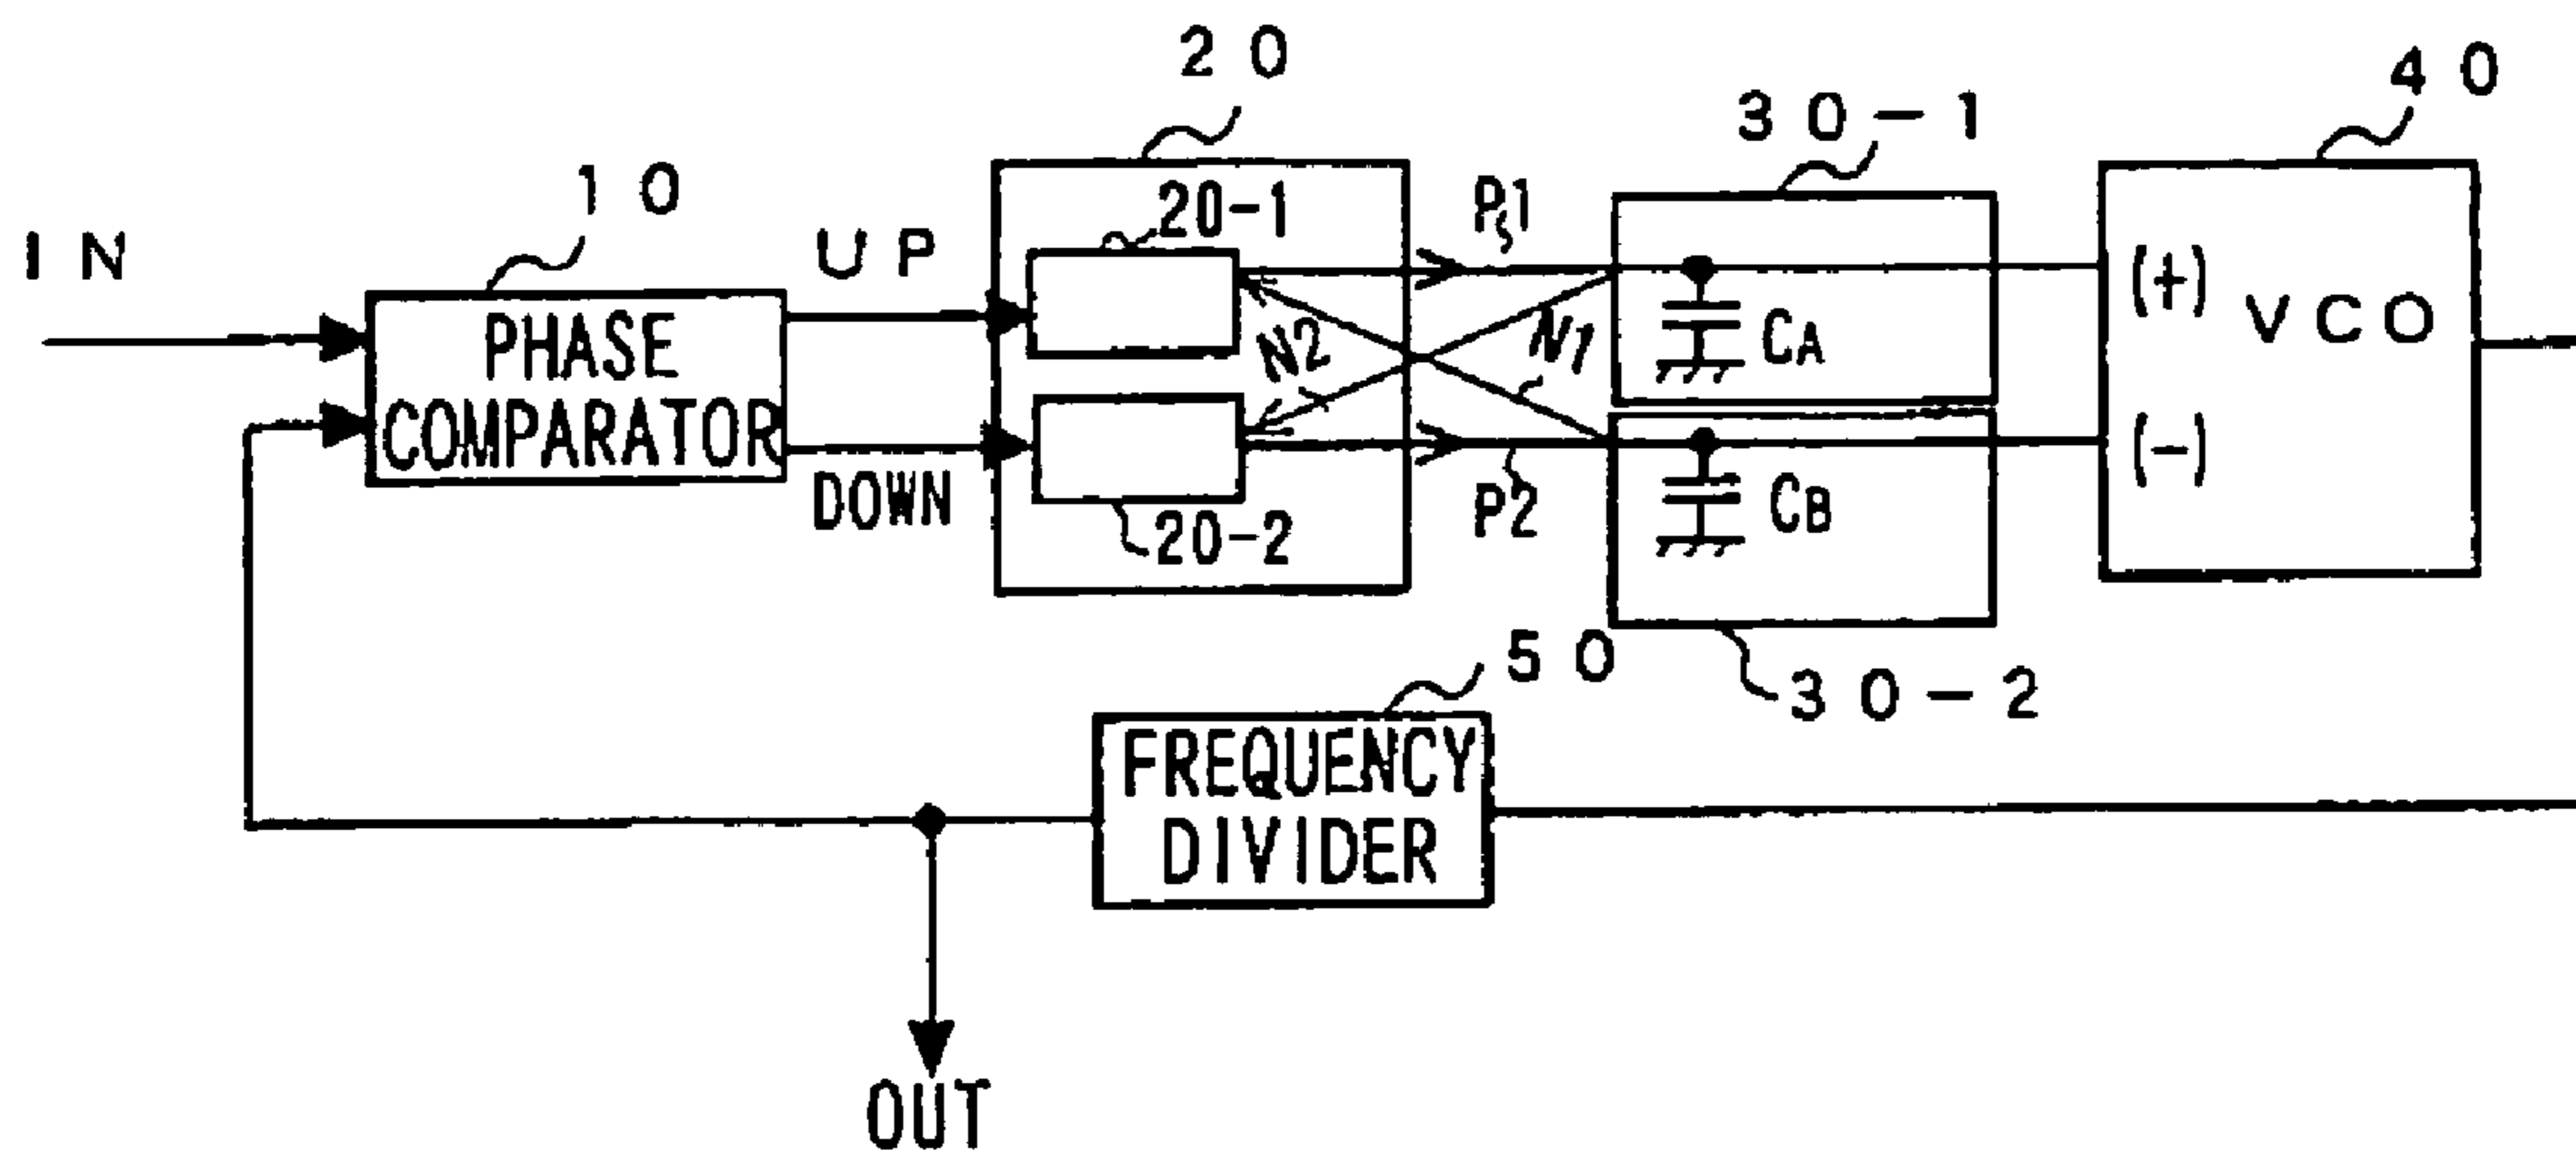 20
40
30-1
10
20-1
P1
IN
UP
(+)
VCO
PHASE
COMPARATOR
N2
N1
CA
(-)
DOWN
20-2
P2
CB
50
30-2
FREQUENCY
DIVIDER
OUT